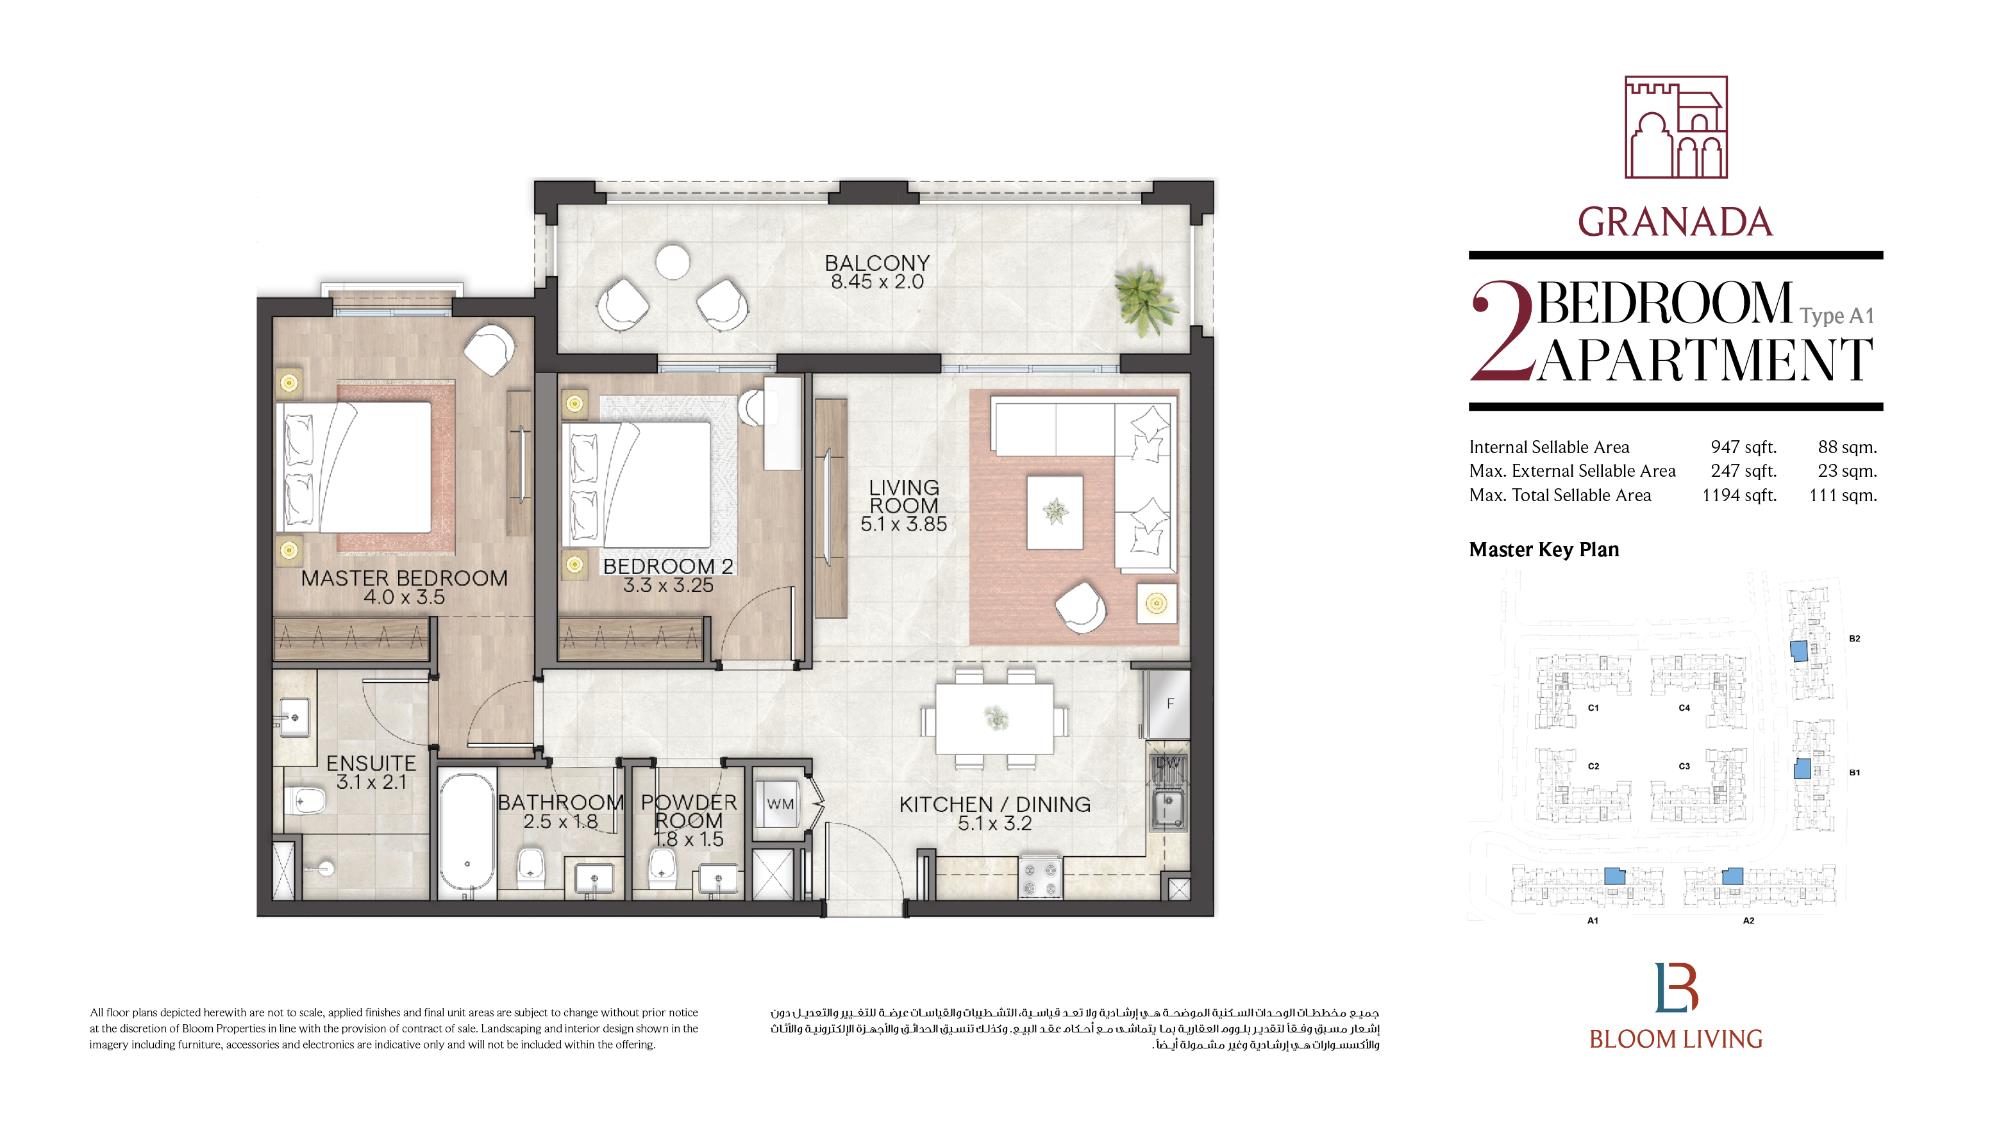 BALCONY
8.45 x 2.0
MASTER BEDROOM
4.0 x 3.5
BEDROOM 2
3.3 x 3.25
LIVING
ROOM
5.1 x 3.85
ENSUITE
3.1 x 2.1
BATHROOM
2.5 x 1.8
POWDER
ROOM
1.8 x 1.5
WM
KITCHEN / DINING
5.1 x 3.2
F
DW
GRANADA
2 BEDROOM Type A1
APARTMENT
Internal Sellable Area 947 sqft. 88 sqm.
Max. External Sellable Area 247 sqft. 23 sqm.
Max. Total Sellable Area 1194 sqft. 111 sqm.
Master Key Plan
B2
C1 C4
C2 C3
B1
A1 A2
BLOOM LIVING
All floor plans depicted herewith are not to scale, applied finishes and final unit areas are subject to change without prior notice
at the discretion of Bloom Properties in line with the provision of contract of sale. Landscaping and interior design shown in the
imagery including furniture, accessories and electronics are indicative only and will not be included within the offering.
جميع مخططات الوحدات السكنية الموضحة هي إرشادية ولا تعد قياسية، التشطيبات والقياسات عرضة للتغيير والتعديل دون
إشعار مسبق وفقاً لتقدير بلووم العقارية بما يتماشى مع أحكام عقد البيع. وكذلك تنسيق الحدائق والأجهزة الإلكترونية والأثاث
والأكسسوارات هي إرشادية وغير مشمولة أيضاً.